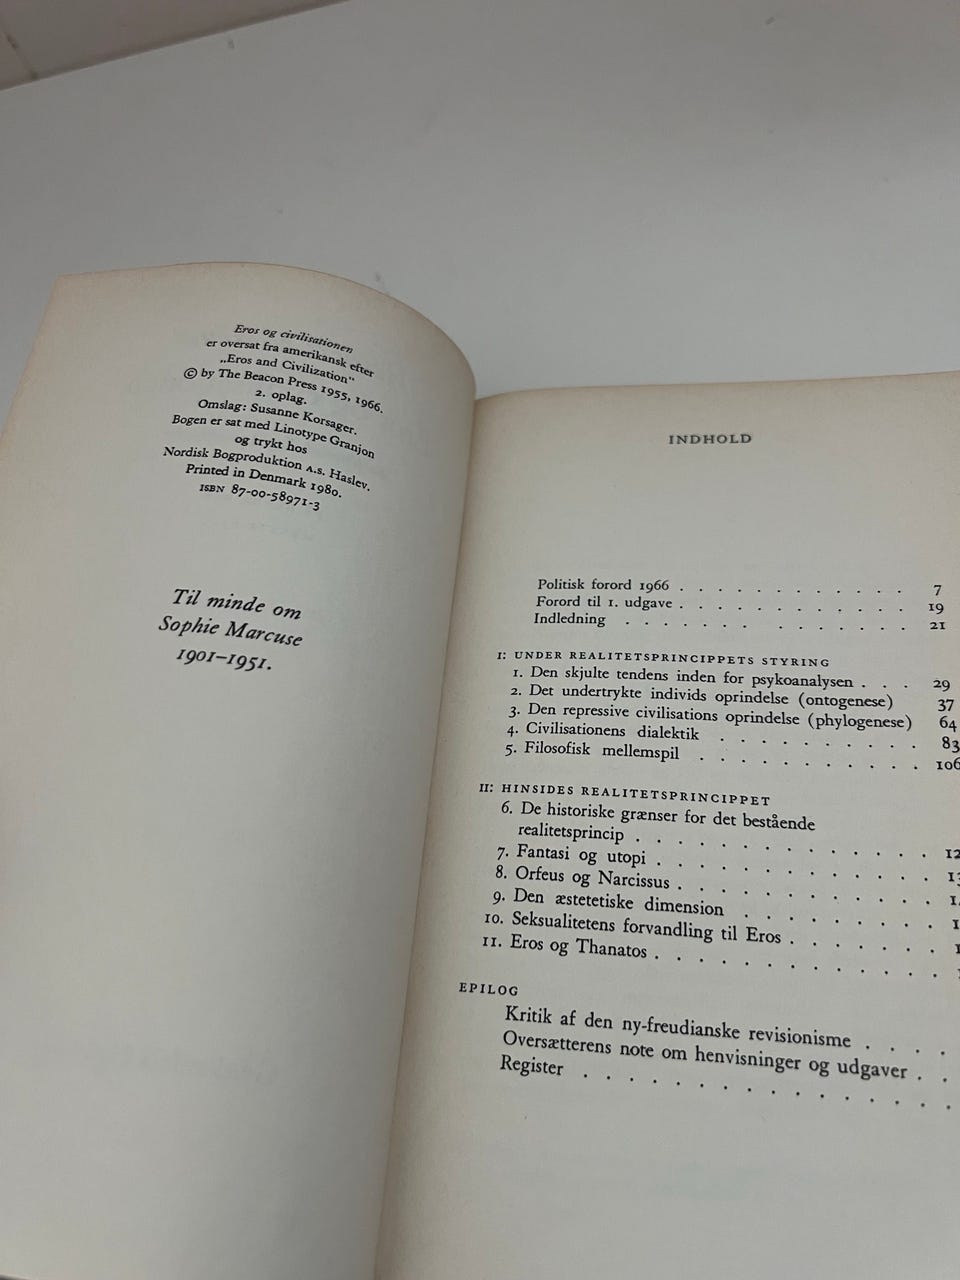 Eros og civilisationen
er oversat fra amerikansk efter
„Eros and Civilization"
© by The Beacon Press 1955, 1966.
2. oplag.
Omslag: Susanne Korsager.
Bogen er sat med Linotype Granjon
og trykt hos
Nordisk Bogproduktion A.S. Haslev.
Printed in Denmark 1980.
ISBN 87-00-58971-3
Til minde om
Sophie Marcuse
1901–1951.
INDHOLD
Politisk forord 1966 . . . . . . . . . . . 7
Forord til 1. udgave . . . . . . . . . . . 19
Indledning . . . . . . . . . . . . 21
I: UNDER REALITETSPRINCIPPETS STYRING
1. Den skjulte tendens inden for psykoanalysen . . . 29
2. Det undertrykte individs oprindelse (ontogenese) 37
3. Den repressive civilisations oprindelse (phylogenese) 64
4. Civilisationens dialektik . . . . . . . . . . 83
5. Filosofisk mellemspil . . . . . . . . . . . 106
II: HINSIDES REALITETSPRINCIPPET
6. De historiske grænser for det bestående
realitetsprincip . . . . . . . . . . . . .
7. Fantasi og utopi . . . . . . . . . . . .
8. Orfeus og Narcissus . . . . . . . . . . .
9. Den æstetetiske dimension . . . . . . . . .
10. Seksualitetens forvandling til Eros . . . . . .
11. Eros og Thanatos . . . . . . . . . . . .
EPILOG
Kritik af den ny-freudianske revisionisme . . . .
Oversætterens note om henvisninger og udgaver . .
Register . . . . . . . . . . . . . . .